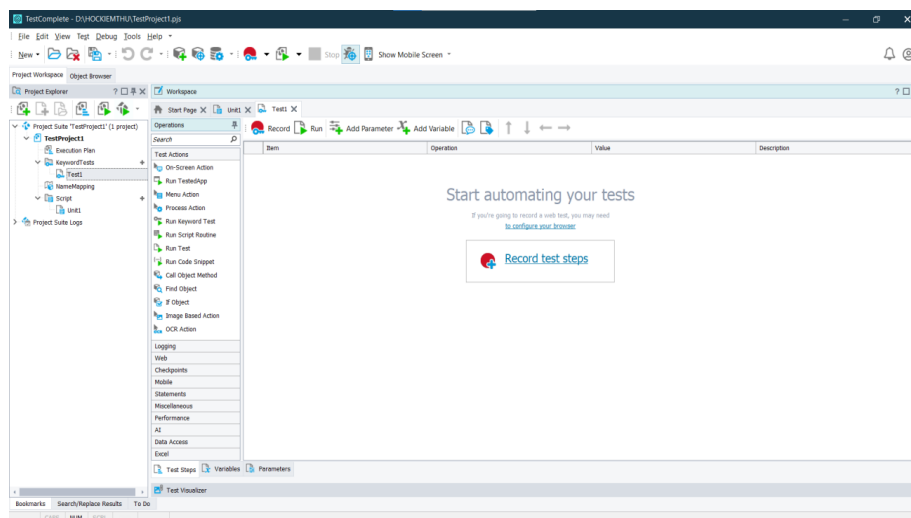 TestComplete - D:\HOCKIEMTHU\TestProject1.pjs
File Edit View Test Debug Tools Help
New Stop Show Mobile Screen
Project Workspace Object Browser
Project Explorer
Workspace
Start Page Unit1 Test1
Project Suite 'TestProject1' (1 project)
TestProject1
Execution Plan
KeywordTests
Test1
NameMapping
Script
Unit1
Project Suite Logs
Operations
Search
Test Actions
On-Screen Action
Run TestedApp
Menu Action
Process Action
Run Keyword Test
Run Script Routine
Run Test
Run Code Snippet
Call Object Method
Find Object
If Object
Image Based Action
OCR Action
Logging
Web
Checkpoints
Mobile
Statements
Miscellaneous
Performance
AI
Data Access
Excel
Record Run Add Parameter Add Variable
Item Operation Value Description
Start automating your tests
If you're going to record a web test, you may need
to configure your browser
Record test steps
Test Steps Variables Parameters
Test Visualizer
Bookmarks Search/Replace Results To Do
NUM